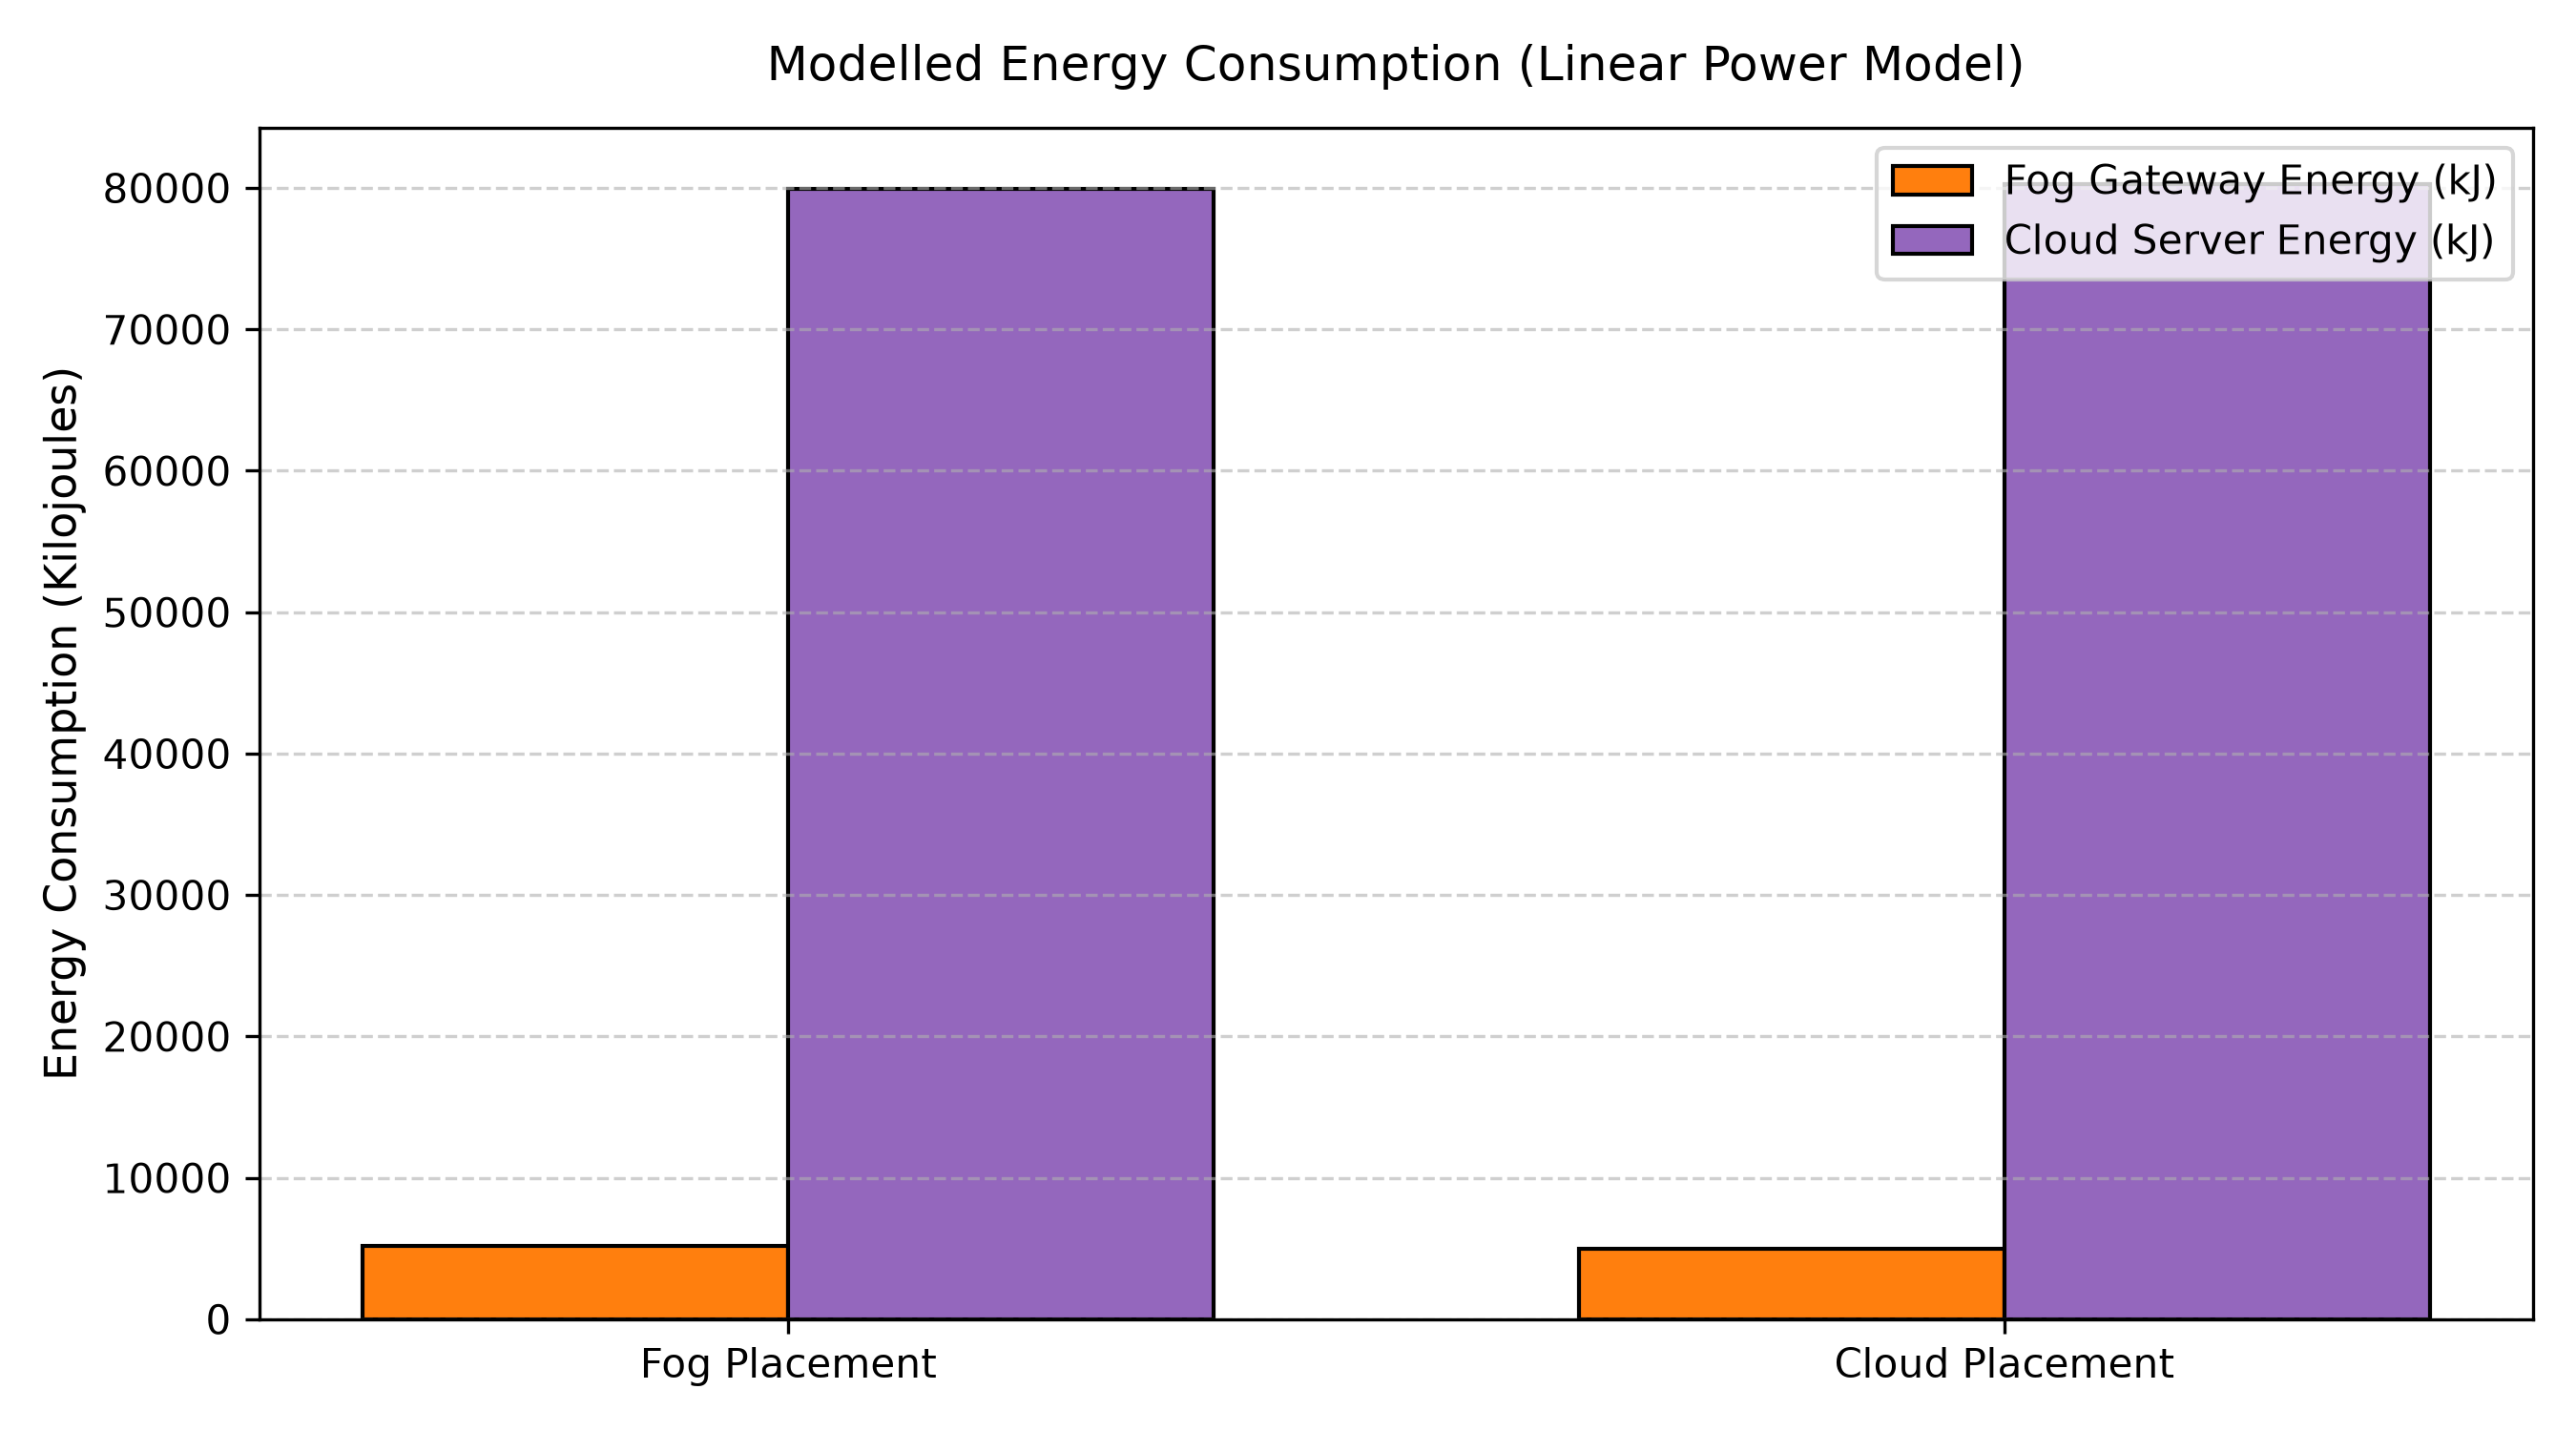 Modelled Energy Consumption (Linear Power Model)
Fog Gateway Energy (kJ)
Cloud Server Energy (kJ)
Energy Consumption (Kilojoules)
80000
70000
60000
50000
40000
30000
20000
10000
0
Fog Placement
Cloud Placement